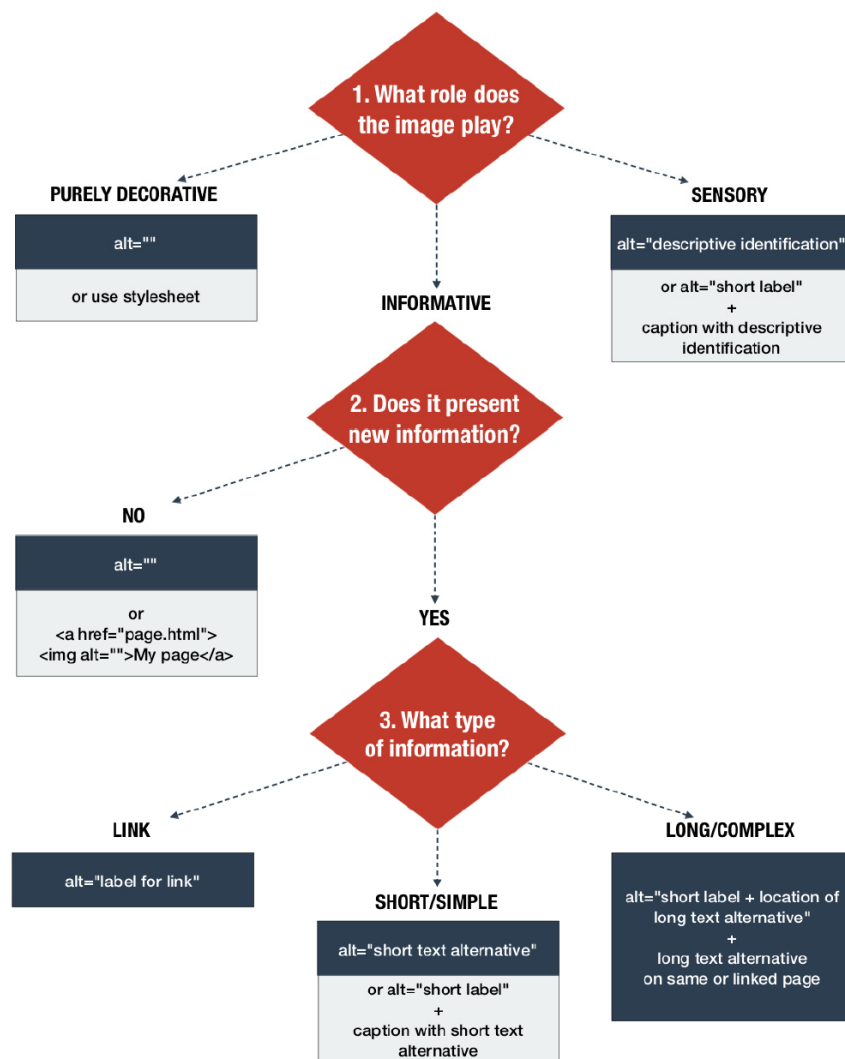 1. What role does
the image play?
PURELY DECORATIVE
alt=""
or use stylesheet
SENSORY
alt="descriptive identification"
or alt="short label"
+
caption with descriptive
identification
INFORMATIVE
2. Does it present
new information?
NO
alt=""
or
<a href="page.html">
<img alt="">My page</a>
YES
3. What type
of information?
LINK
alt="label for link"
SHORT/SIMPLE
alt="short text alternative"
or alt="short label"
+
caption with short text
alternative
LONG/COMPLEX
alt="short label + location of
long text alternative"
+
long text alternative
on same or linked page